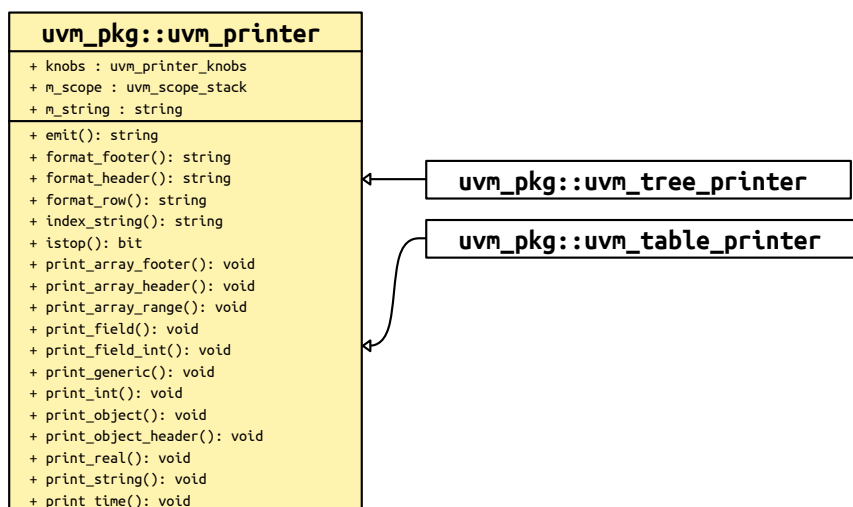 uvm_pkg::uvm_printer
+ knobs : uvm_printer_knobs
+ m_scope : uvm_scope_stack
+ m_string : string
+ emit(): string
+ format_footer(): string
+ format_header(): string
+ format_row(): string
+ index_string(): string
+ istop(): bit
+ print_array_footer(): void
+ print_array_header(): void
+ print_array_range(): void
+ print_field(): void
+ print_field_int(): void
+ print_generic(): void
+ print_int(): void
+ print_object(): void
+ print_object_header(): void
+ print_real(): void
+ print_string(): void
+ print_time(): void
uvm_pkg::uvm_tree_printer
uvm_pkg::uvm_table_printer